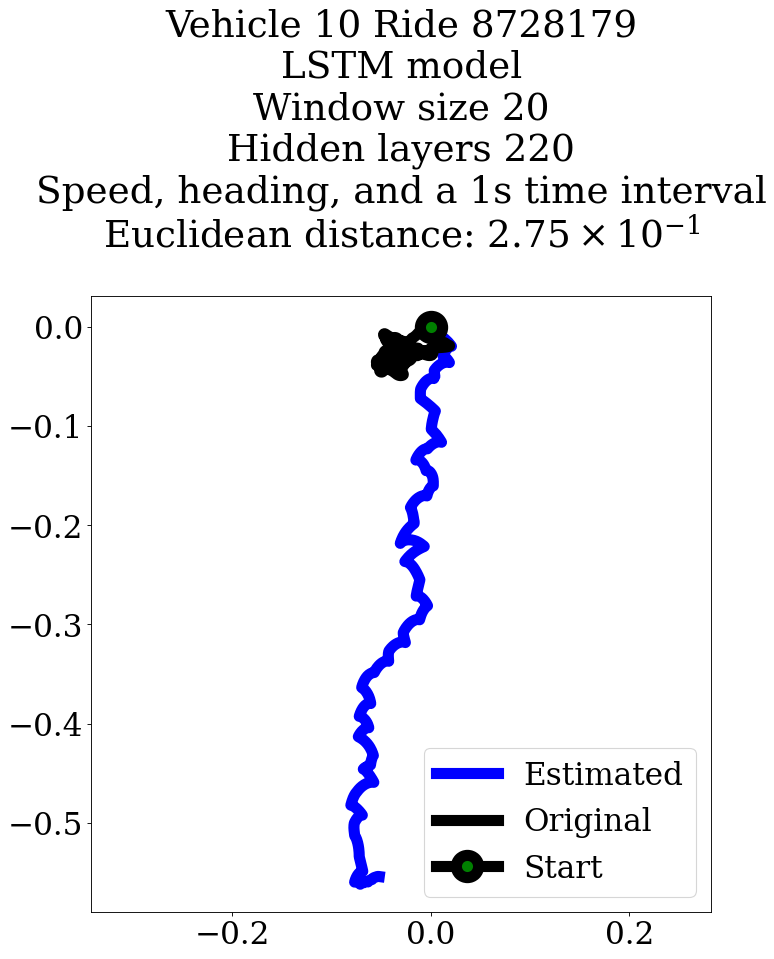 Vehicle 10 Ride 8728179
LSTM model
Window size 20
Hidden layers 220
Speed, heading, and a 1s time interval
Euclidean distance: 2.75 × 10⁻¹
0.0
−0.1
−0.2
−0.3
−0.4
−0.5
Estimated
Original
Start
−0.2 0.0 0.2